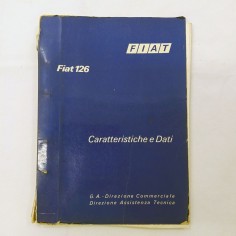 FIAT
Fiat 126
Caratteristiche e Dati
G.A.- Direzione Commerciale
Direzione Assistenza Tecnica